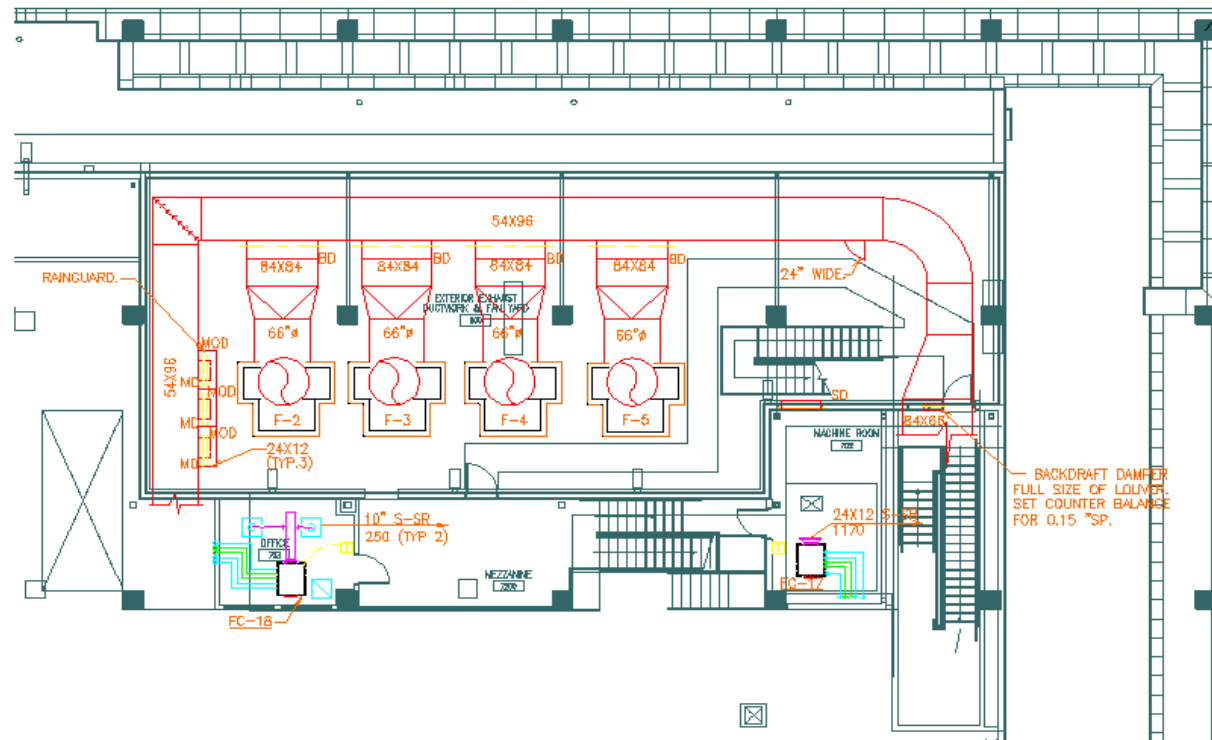 54X96
RAINGUARD.
84X84
BD
84X84
BD
84X84
BD
84X84
BD
24" WIDE.
EXTERIOR EXHAUST
DUCTWORK & FAN YARD
66"ø
66"ø
66"ø
66"ø
54X96
MOD
MD
MOD
MD
MOD
MD
F-2
F-3
F-4
F-5
SD
84X66
MACHINE ROOM
24X12
(TYP.3)
BACKDRAFT DAMPER
FULL SIZE OF LOUVER.
SET COUNTER BALANCE
FOR 0.15 "SP.
10" S-SR
250 (TYP 2)
OFFICE
24X12 S-SR
1170
MEZZANINE
FC-17
FC-18